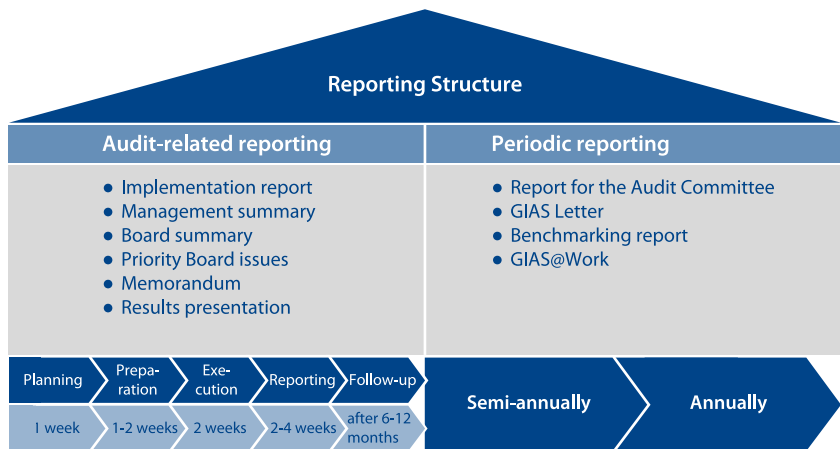 Reporting Structure
Audit-related reporting
Periodic reporting
● Implementation report
● Management summary
● Board summary
● Priority Board issues
● Memorandum
● Results presentation
● Report for the Audit Committee
● GIAS Letter
● Benchmarking report
● GIAS@Work
Planning
Prepa-
ration
Exe-
cution
Reporting
Follow-up
1 week
1-2 weeks
2 weeks
2-4 weeks
after 6-12
months
Semi-annually
Annually